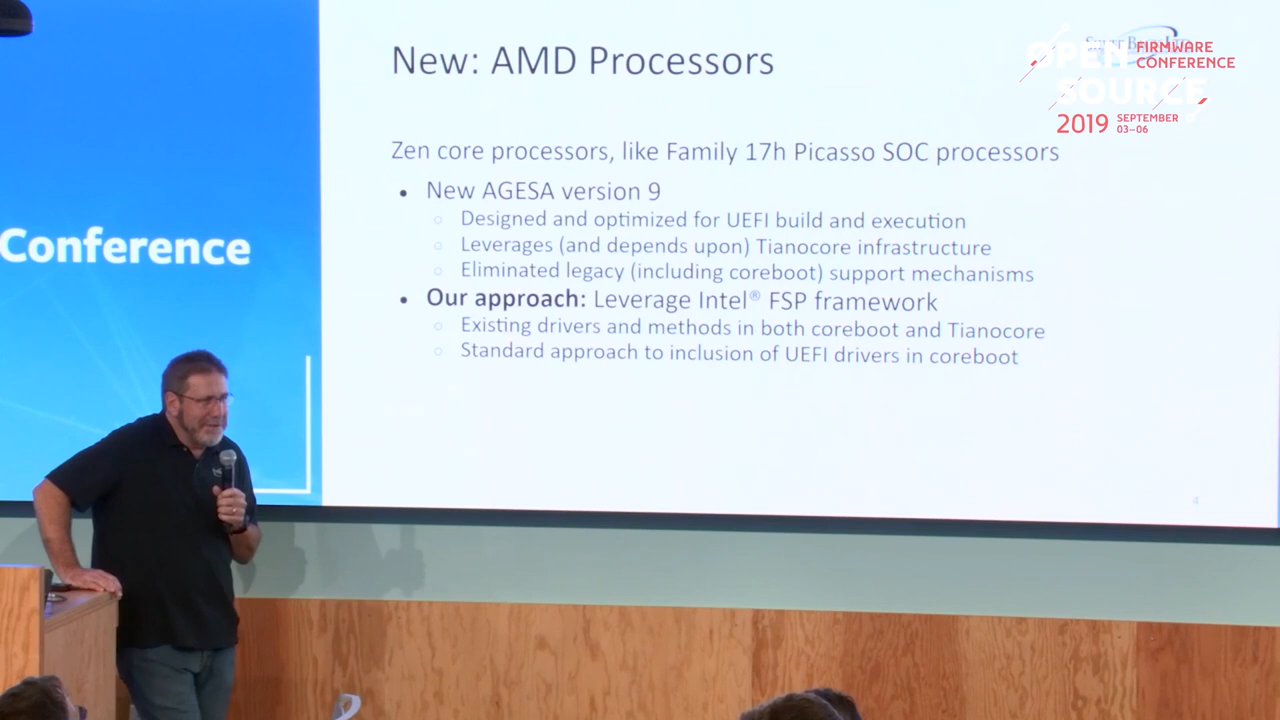 New: AMD Processors
OPEN
SOURCE
FIRMWARE
CONFERENCE
2019 SEPTEMBER
03–06
Zen core processors, like Family 17h Picasso SOC processors
• New AGESA version 9
○ Designed and optimized for UEFI build and execution
○ Leverages (and depends upon) Tianocore infrastructure
○ Eliminated legacy (including coreboot) support mechanisms
• Our approach: Leverage Intel® FSP framework
○ Existing drivers and methods in both coreboot and Tianocore
○ Standard approach to inclusion of UEFI drivers in coreboot
Conference
4